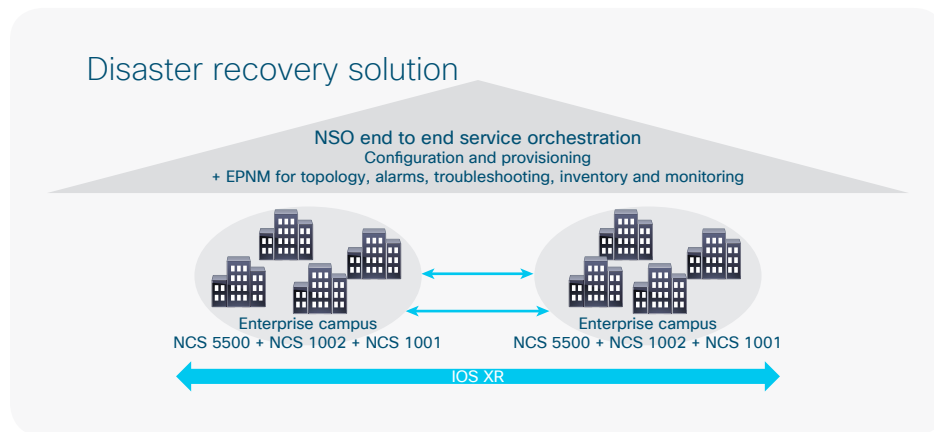 Disaster recovery solution
NSO end to end service orchestration
Configuration and provisioning
+ EPNM for topology, alarms, troubleshooting, inventory and monitoring
Enterprise campus
NCS 5500 + NCS 1002 + NCS 1001
Enterprise campus
NCS 5500 + NCS 1002 + NCS 1001
IOS XR